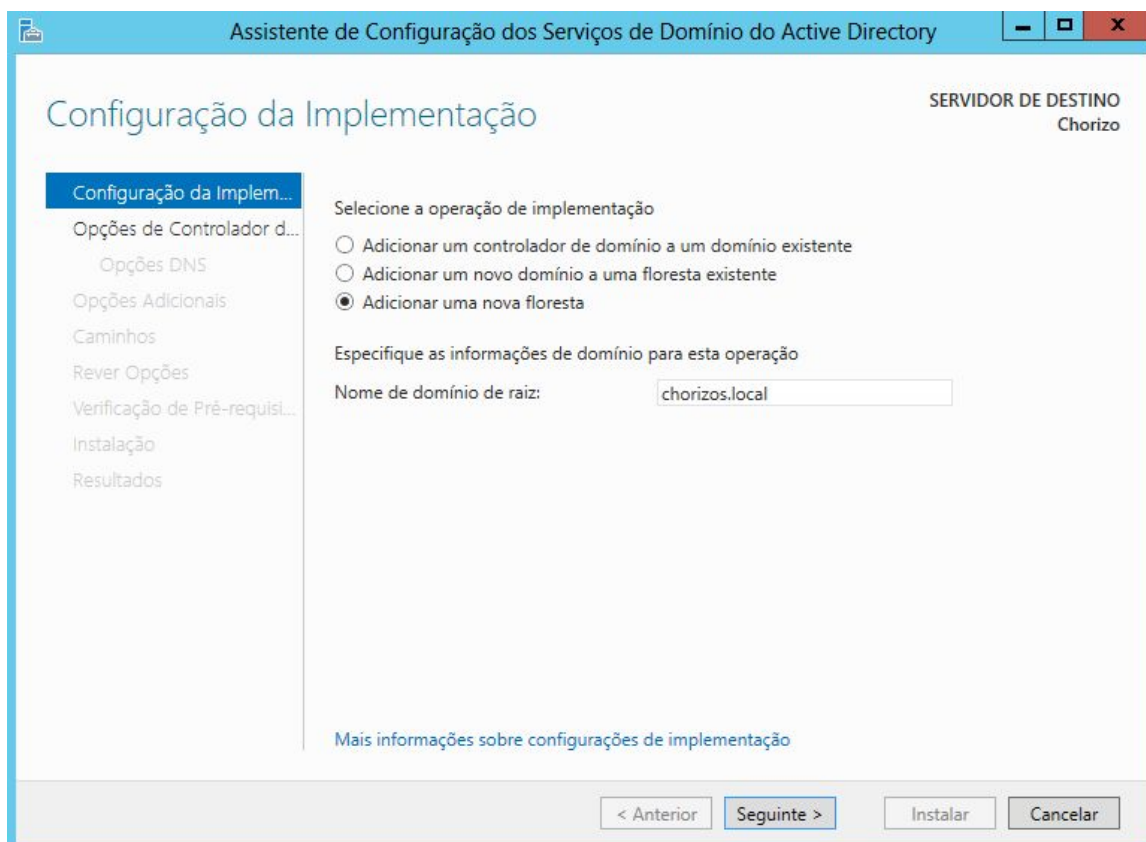 Assistente de Configuração dos Serviços de Domínio do Active Directory
Configuração da Implementação
SERVIDOR DE DESTINO
Chorizo
Configuração da Implem...
Opções de Controlador d...
Opções DNS
Opções Adicionais
Caminhos
Rever Opções
Verificação de Pré-requisi...
Instalação
Resultados
Selecione a operação de implementação
Adicionar um controlador de domínio a um domínio existente
Adicionar um novo domínio a uma floresta existente
Adicionar uma nova floresta
Especifique as informações de domínio para esta operação
Nome de domínio de raiz: chorizos.local
Mais informações sobre configurações de implementação
< Anterior Seguinte > Instalar Cancelar